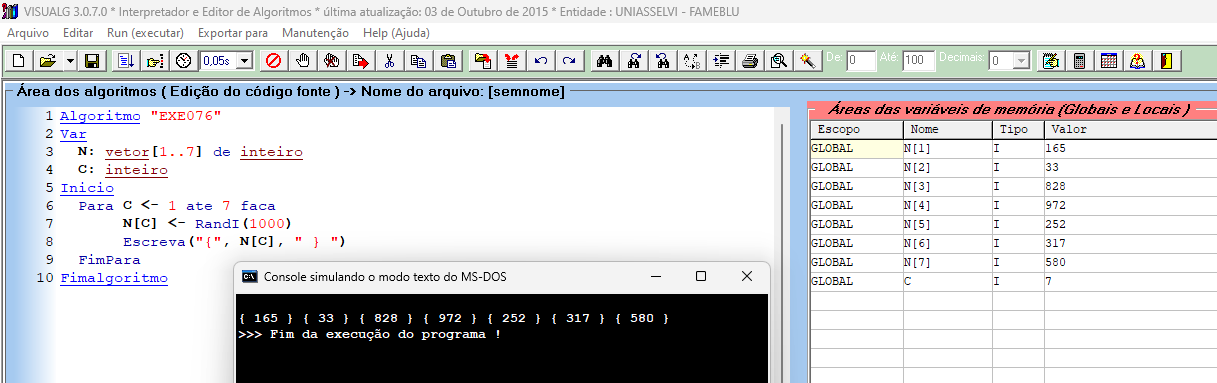 VISUALG 3.0.7.0 * Interpretador e Editor de Algoritmos * última atualização: 03 de Outubro de 2015 * Entidade : UNIASSELVI - FAMEBLU
Arquivo Editar Run (executar) Exportar para Manutenção Help (Ajuda)
0,05s De: 0 Até: 100 Decimais: 0
Área dos algoritmos ( Edição do código fonte ) -> Nome do arquivo: [semnome]
1 Algoritmo "EXE076"
2 Var
3 N: vetor[1..7] de inteiro
4 C: inteiro
5 Inicio
6 Para C <- 1 ate 7 faca
7 N[C] <- RandI(1000)
8 Escreva("{", N[C], " } ")
9 FimPara
10 Fimalgoritmo
Áreas das variáveis de memória (Globais e Locais )
Escopo Nome Tipo Valor
GLOBAL N[1] I 165
GLOBAL N[2] I 33
GLOBAL N[3] I 828
GLOBAL N[4] I 972
GLOBAL N[5] I 252
GLOBAL N[6] I 317
GLOBAL N[7] I 580
GLOBAL C I 7
C:\ Console simulando o modo texto do MS-DOS
{ 165 } { 33 } { 828 } { 972 } { 252 } { 317 } { 580 }
>>> Fim da execução do programa !